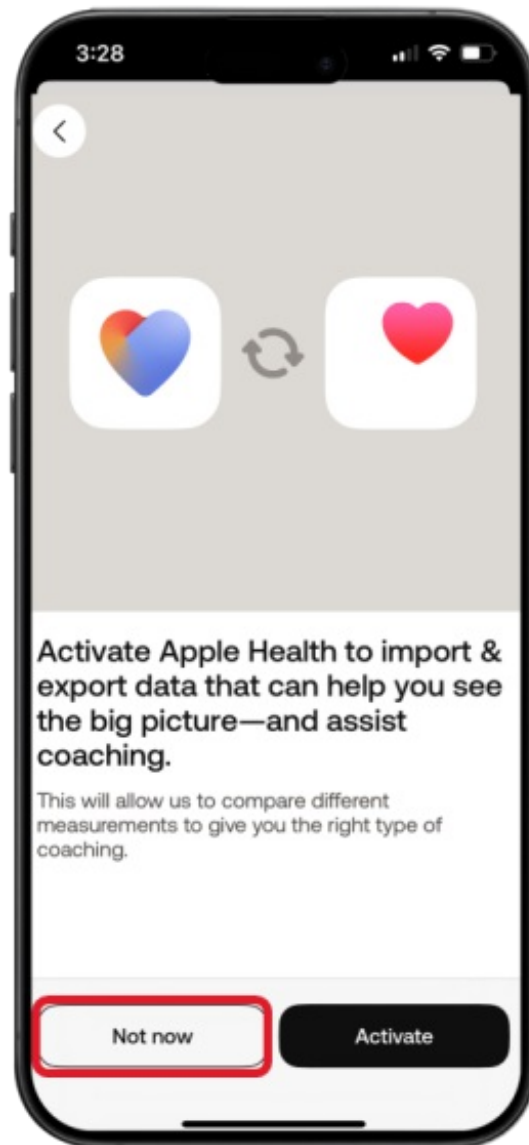 3:28
Activate Apple Health to import &
export data that can help you see
the big picture—and assist
coaching.
This will allow us to compare different
measurements to give you the right type of
coaching.
Not now
Activate